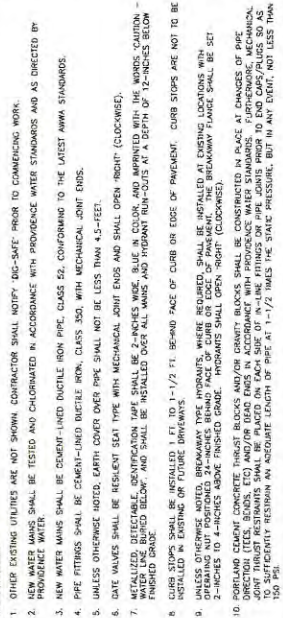 1. OTHER EXISTING UTILITIES ARE NOT SHOWN. CONTRACTOR SHALL NOTIFY 'DIG-SAFE' PRIOR TO COMMENCING WORK.
2. NEW WATER MAINS SHALL BE TESTED AND CHLORINATED IN ACCORDANCE WITH PROVIDENCE WATER STANDARDS AND AS DIRECTED BY
PROVIDENCE WATER
3. NEW WATER MAINS SHALL BE CEMENT-LINED DUCTILE IRON PIPE, CLASS 52, CONFORMING TO THE LATEST AWWA STANDARDS.
4. PIPE FITTINGS SHALL BE CEMENT-LINED DUCTILE IRON, CLASS 350, WITH MECHANICAL JOINT ENDS.
5. UNLESS OTHERWISE NOTED, EARTH COVER OVER PIPE SHALL NOT BE LESS THAN 4.5-FEET.
6. GATE VALVES SHALL BE RESILIENT SEAT TYPE WITH MECHANICAL JOINT ENDS AND SHALL OPEN 'RIGHT' (CLOCKWISE).
7. METALLIZED, DETECTABLE, IDENTIFICATION TAPE SHALL BE 2-INCHES WIDE, BLUE IN COLOR, AND IMPRINTED WITH THE WORDS 'CAUTION -
WATER LINE BURIED BELOW', AND SHALL BE INSTALLED OVER ALL MAINS AND HYDRANT RUN-OUTS AT A DEPTH OF 12-INCHES BELOW
FINISHED GRADE.
8 CURB STOPS SHALL BE INSTALLED 1 FT. TO 1-1/2 FT. BEHIND FACE OF CURB OR EDGE OF PAVEMENT. CURB STOPS ARE NOT TO BE
INSTALLED IN EXISTING OR FUTURE DRIVEWAYS.
9. UNLESS OTHERWISE NOTED, BREAKAWAY TYPE HYDRANTS, WHERE REQUIRED, SHALL BE INSTALLED AT EXISTING LOCATIONS WITH
OPERATING NUT POSITIONED 24-INCHES BEHIND FACE OF CURB OR EDGE OF PAVEMENT. THE BREAKAWAY FLANGE SHALL BE SET
2-INCHES TO 4-INCHES ABOVE FINISHED GRADE. HYDRANTS SHALL OPEN 'RIGHT' (CLOCKWISE).
10. PORTLAND CEMENT CONCRETE THRUST BLOCKS AND/OR GRAVITY BLOCKS SHALL BE CONSTRUCTED IN PLACE AT CHANGES OF PIPE
DIRECTION (TEES, BENDS, ETC) AND/OR DEAD ENDS IN ACCORDANCE WITH PROVIDENCE WATER STANDARDS. FURTHERMORE, MECHANICAL
JOINT THRUST RESTRAINTS SHALL BE PLACED ON EACH SIDE OF IN-LINE FITTINGS OR PIPE JOINTS PRIOR TO END CAPS/PLUGS SO AS
TO SUFFICIENTLY RESTRAIN AN ADEQUATE LENGTH OF PIPE AT 1-1/2 TIMES THE STATIC PRESSURE, BUT IN ANY EVENT, NOT LESS THAN
150 PSI.